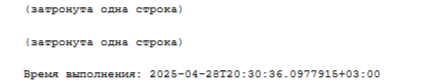 (затронута одна строка)
(затронута одна строка)
Время выполнения: 2025-04-28T20:30:36.0977915+03:00